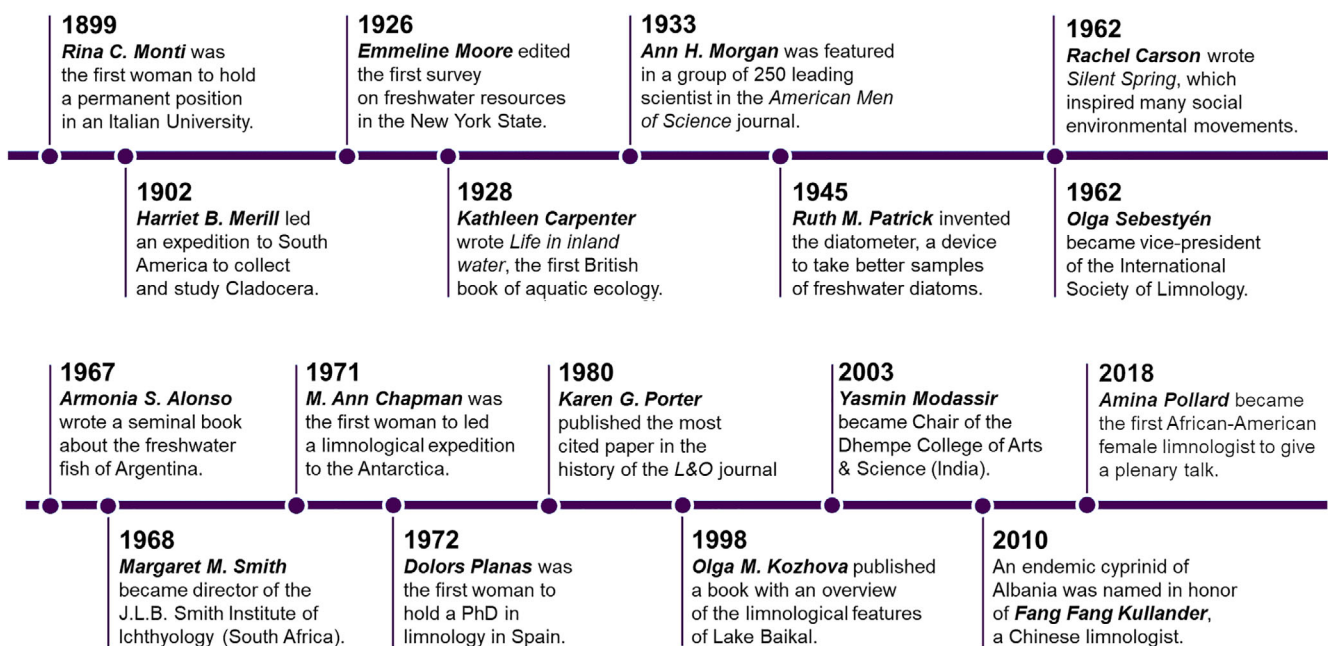 1899
Rina C. Monti was
the first woman to hold
a permanent position
in an Italian University.
1926
Emmeline Moore edited
the first survey
on freshwater resources
in the New York State.
1933
Ann H. Morgan was featured
in a group of 250 leading
scientist in the American Men
of Science journal.
1962
Rachel Carson wrote
Silent Spring, which
inspired many social
environmental movements.
1902
Harriet B. Merill led
an expedition to South
America to collect
and study Cladocera.
1928
Kathleen Carpenter
wrote Life in inland
water, the first British
book of aquatic ecology.
1945
Ruth M. Patrick invented
the diatometer, a device
to take better samples
of freshwater diatoms.
1962
Olga Sebestyén
became vice-president
of the International
Society of Limnology.
1967
Armonia S. Alonso
wrote a seminal book
about the freshwater
fish of Argentina.
1971
M. Ann Chapman was
the first woman to led
a limnological expedition
to the Antarctica.
1980
Karen G. Porter
published the most
cited paper in the
history of the L&O journal
2003
Yasmin Modassir
became Chair of the
Dhempe College of Arts
& Science (India).
2018
Amina Pollard became
the first African-American
female limnologist to give
a plenary talk.
1968
Margaret M. Smith
became director of the
J.L.B. Smith Institute of
Ichthyology (South Africa).
1972
Dolors Planas was
the first woman to
hold a PhD in
limnology in Spain.
1998
Olga M. Kozhova published
a book with an overview
of the limnological features
of Lake Baikal.
2010
An endemic cyprinid of
Albania was named in honor
of Fang Fang Kullander,
a Chinese limnologist.